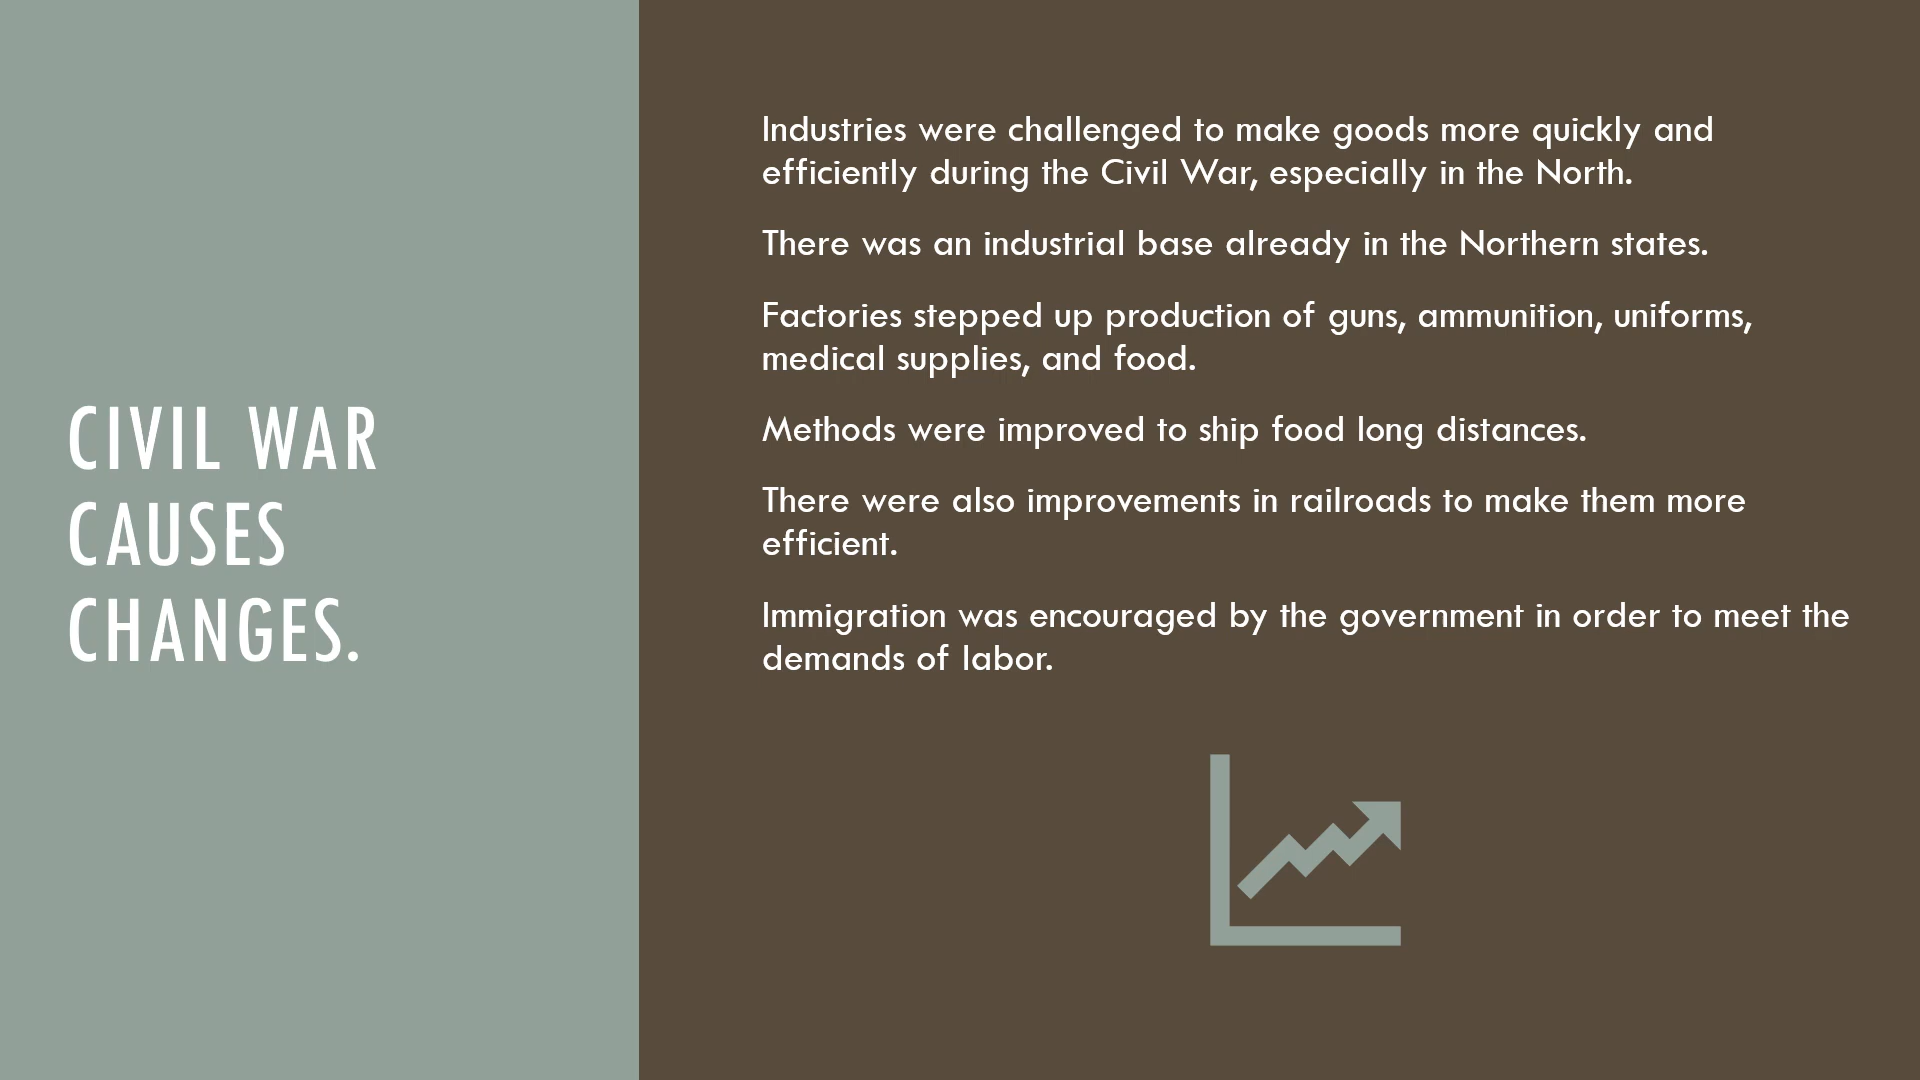 CIVIL WAR
CAUSES
CHANGES.
Industries were challenged to make goods more quickly and
efficiently during the Civil War, especially in the North.
There was an industrial base already in the Northern states.
Factories stepped up production of guns, ammunition, uniforms,
medical supplies, and food.
Methods were improved to ship food long distances.
There were also improvements in railroads to make them more
efficient.
Immigration was encouraged by the government in order to meet the
demands of labor.